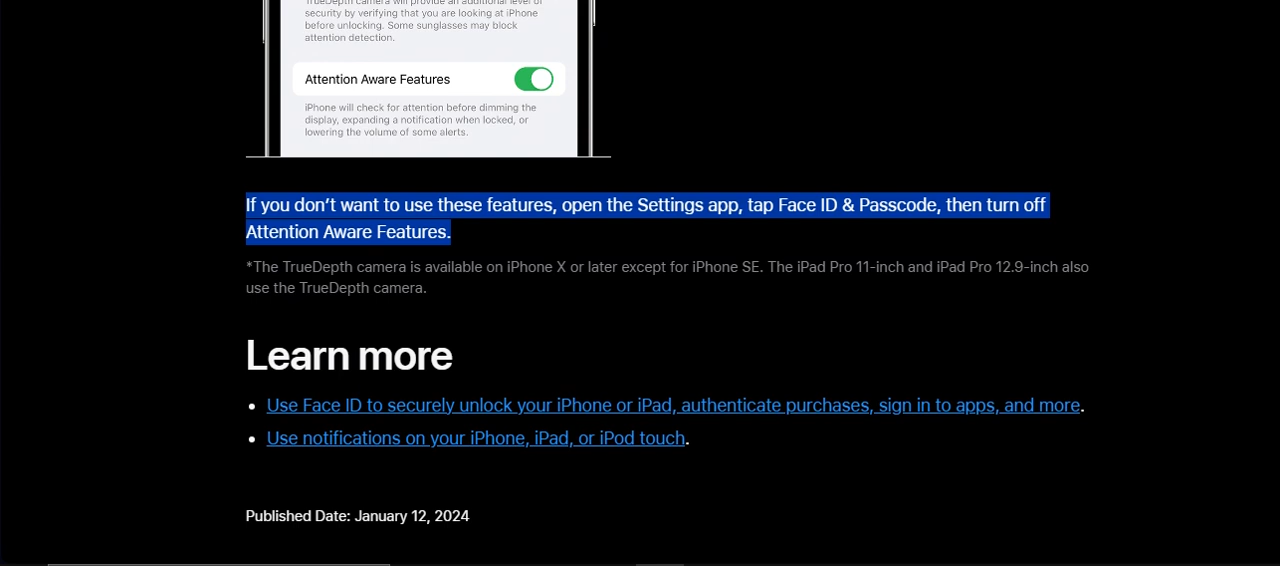 TrueDepth camera will provide an additional level of
security by verifying that you are looking at iPhone
before unlocking. Some sunglasses may block
attention detection.
Attention Aware Features
iPhone will check for attention before dimming the
display, expanding a notification when locked, or
lowering the volume of some alerts.
If you don’t want to use these features, open the Settings app, tap Face ID & Passcode, then turn off
Attention Aware Features.
*The TrueDepth camera is available on iPhone X or later except for iPhone SE. The iPad Pro 11-inch and iPad Pro 12.9-inch also
use the TrueDepth camera.
Learn more
• Use Face ID to securely unlock your iPhone or iPad, authenticate purchases, sign in to apps, and more.
• Use notifications on your iPhone, iPad, or iPod touch.
Published Date: January 12, 2024